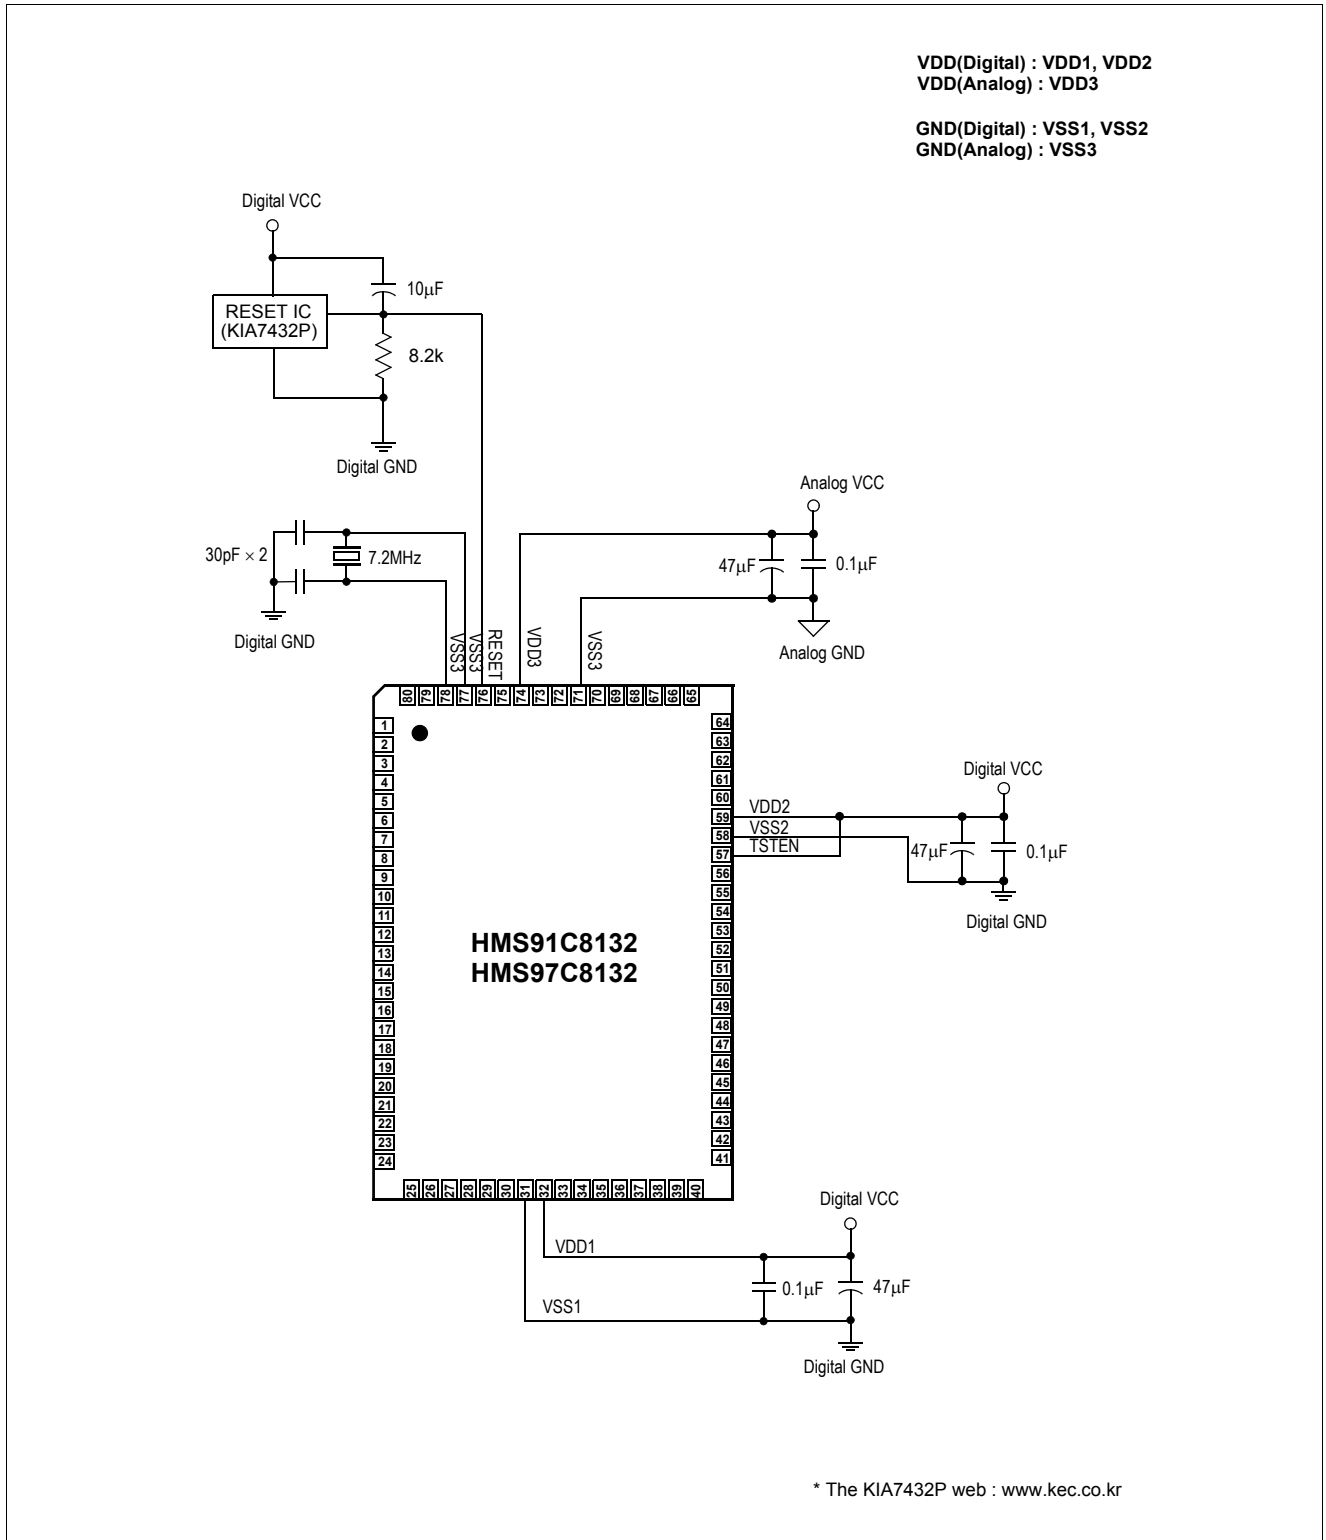 VDD(Digital) : VDD1, VDD2
VDD(Analog) : VDD3
GND(Digital) : VSS1, VSS2
GND(Analog) : VSS3
Digital VCC
10µF
RESET IC
(KIA7432P)
8.2k
Digital GND
Analog VCC
30pF × 2
7.2MHz
47µF
0.1µF
Digital GND
Analog GND
VSS3
VSS3
RESET
VDD3
VSS3
80
79
78
77
76
75
74
73
72
71
70
69
68
67
66
65
1
2
3
4
5
6
7
8
9
10
11
12
13
14
15
16
17
18
19
20
21
22
23
24
64
63
62
61
60
59
58
57
56
55
54
53
52
51
50
49
48
47
46
45
44
43
42
41
Digital VCC
VDD2
VSS2
TSTEN
47µF
0.1µF
Digital GND
HMS91C8132
HMS97C8132
25
26
27
28
29
30
31
32
33
34
35
36
37
38
39
40
Digital VCC
VDD1
0.1µF
47µF
VSS1
Digital GND
* The KIA7432P web : www.kec.co.kr